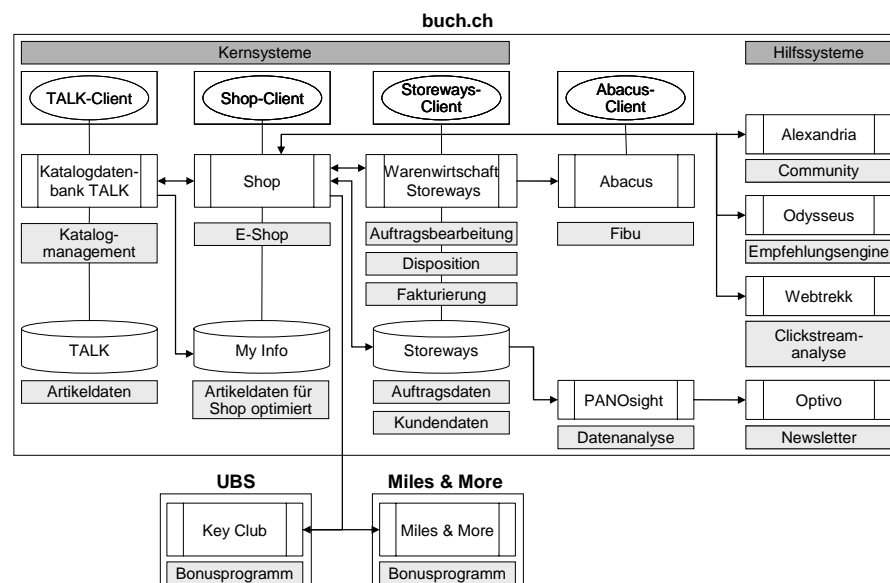 buch.ch
Kernsysteme
Hilfssysteme
TALK-Client
Shop-Client
Storeways-
Client
Abacus-
Client
Katalogdaten-
bank TALK
Shop
Warenwirtschaft
Storeways
Abacus
Alexandria
Community
Katalog-
management
E-Shop
Auftragsbearbeitung
Disposition
Fakturierung
Fibu
Odysseus
Empfehlungsengine
Webtrekk
Clickstream-
analyse
TALK
My Info
Storeways
Artikeldaten
Artikeldaten für
Shop optimiert
Auftragsdaten
Kundendaten
PANOsight
Datenanalyse
Optivo
Newsletter
UBS
Miles & More
Key Club
Miles & More
Bonusprogramm
Bonusprogramm